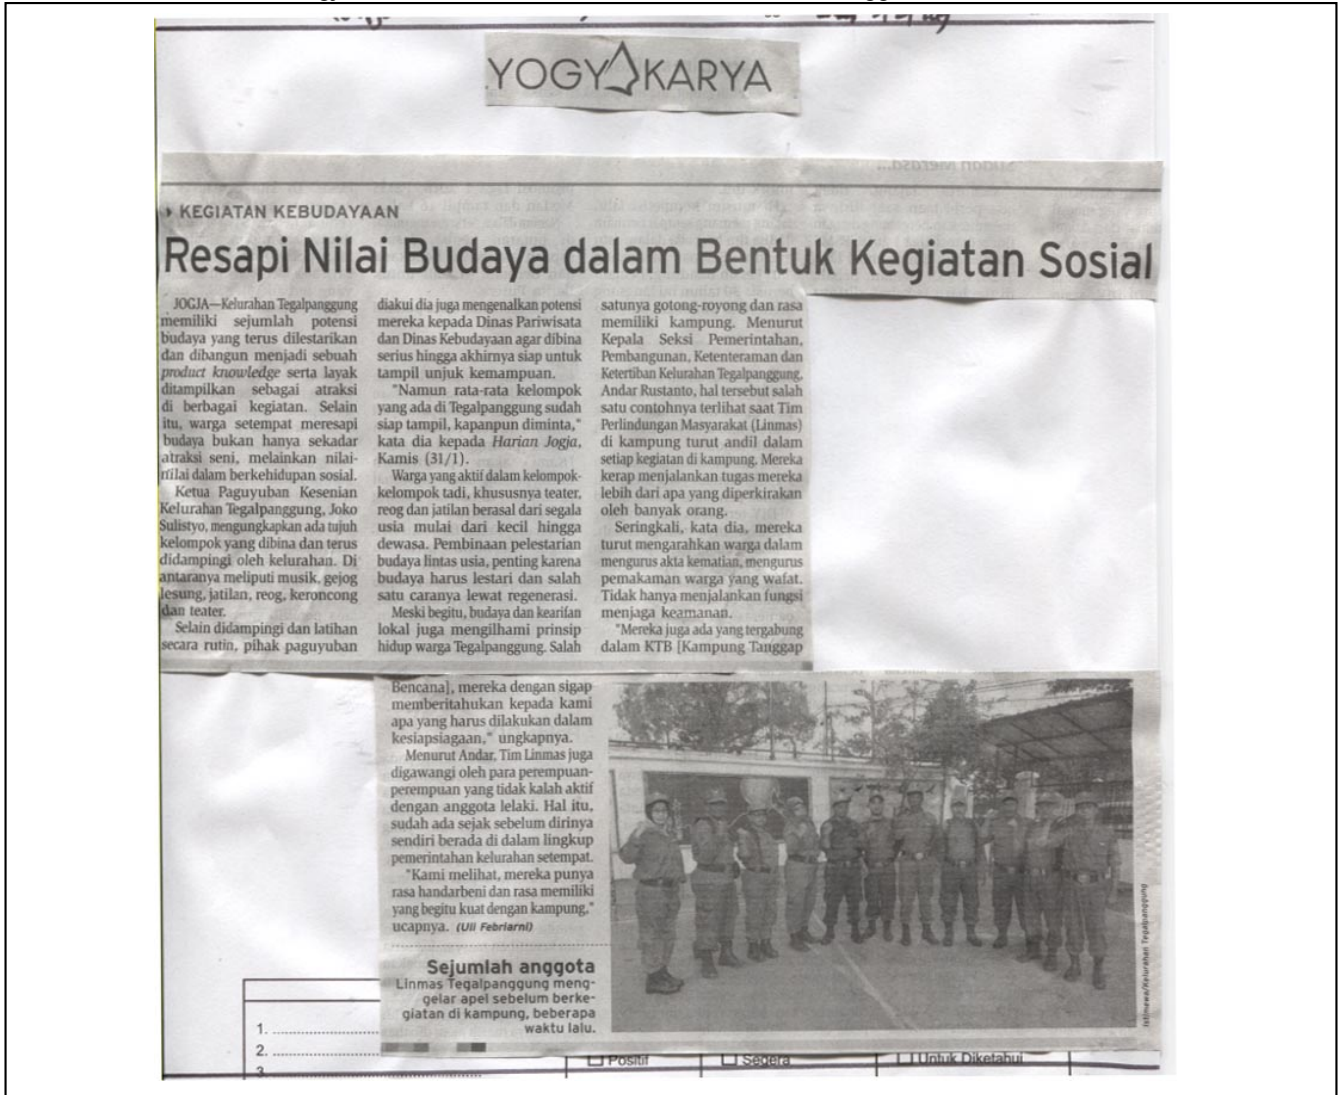 YOGYAKARYA
KEGIATAN KEBUDAYAAN
Resapi Nilai Budaya dalam Bentuk Kegiatan Sosial
JOGJA—Kelurahan Tegalpanggung
memiliki sejumlah potensi
budaya yang terus dilestarikan
dan dibangun menjadi sebuah
product knowledge serta layak
ditampilkan sebagai atraksi
di berbagai kegiatan. Selain
itu, warga setempat meresapi
budaya bukan hanya sekadar
atraksi seni, melainkan nilai-
nilai dalam berkehidupan sosial.
Ketua Paguyuban Kesenian
Kelurahan Tegalpanggung, Joko
Sulistyo, mengungkapkan ada tujuh
kelompok yang dibina dan terus
didampingi oleh kelurahan. Di
antaranya meliputi musik, gejog
lesung, jatilan, reog, keroncong
dan teater.
Selain didampingi dan latihan
secara rutin, pihak paguyuban
diakui dia juga mengenalkan potensi
mereka kepada Dinas Pariwisata
dan Dinas Kebudayaan agar dibina
serius hingga akhirnya siap untuk
tampil unjuk kemampuan.
"Namun rata-rata kelompok
yang ada di Tegalpanggung sudah
siap tampil, kapanpun diminta,"
kata dia kepada Harian Jogja,
Kamis (31/1).
Warga yang aktif dalam kelompok-
kelompok tadi, khususnya teater,
reog dan jatilan berasal dari segala
usia mulai dari kecil hingga
dewasa. Pembinaan pelestarian
budaya lintas usia, penting karena
budaya harus lestari dan salah
satu caranya lewat regenerasi.
Meski begitu, budaya dan kearifan
lokal juga mengilhami prinsip
hidup warga Tegalpanggung. Salah
satunya gotong-royong dan rasa
memiliki kampung. Menurut
Kepala Seksi Pemerintahan,
Pembangunan, Ketenteraman dan
Ketertiban Kelurahan Tegalpanggung,
Andar Rustanto, hal tersebut salah
satu contohnya terlihat saat Tim
Perlindungan Masyarakat (Linmas)
di kampung turut andil dalam
setiap kegiatan di kampung. Mereka
kerap menjalankan tugas mereka
lebih dari apa yang diperkirakan
oleh banyak orang.
Seringkali, kata dia, mereka
turut mengarahkan warga dalam
mengurus akta kematian, mengurus
pemakaman warga yang wafat.
Tidak hanya menjalankan fungsi
menjaga keamanan.
"Mereka juga ada yang tergabung
dalam KTB [Kampung Tanggap
Bencana], mereka dengan sigap
memberitahukan kepada kami
apa yang harus dilakukan dalam
kesiapsiagaan," ungkapnya.
Menurut Andar, Tim Linmas juga
digawangi oleh para perempuan-
perempuan yang tidak kalah aktif
dengan anggota lelaki. Hal itu,
sudah ada sejak sebelum dirinya
sendiri berada di dalam lingkup
pemerintahan kelurahan setempat.
"Kami melihat, mereka punya
rasa handarbeni dan rasa memiliki
yang begitu kuat dengan kampung,"
ucapnya. (Uli Febriarni)
Sejumlah anggota
Linmas Tegalpanggung meng-
gelar apel sebelum berke-
giatan di kampung, beberapa
waktu lalu.
Istimewa/Kelurahan Tegalpanggung
1.
2.
3.
Positif
Segera
Untuk Diketahui